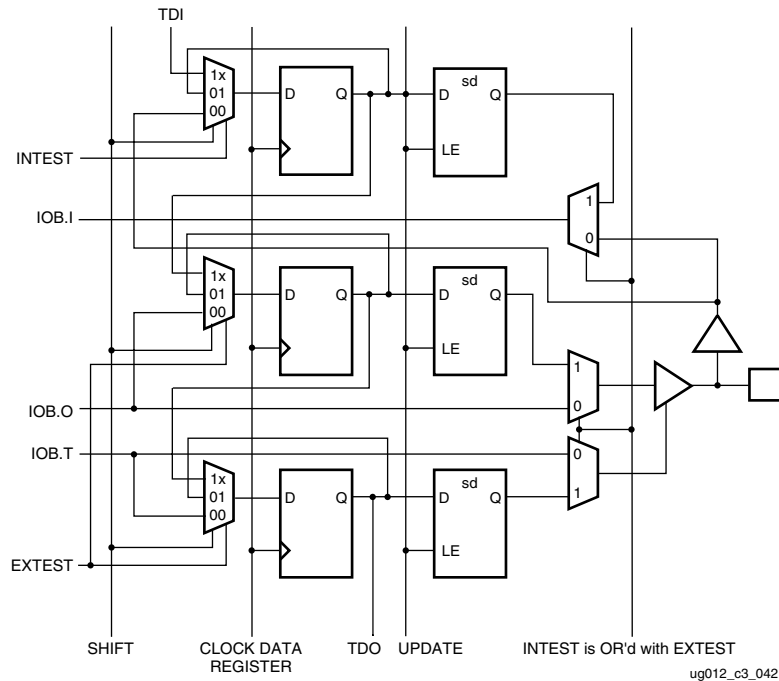 TDI
1x
01
00
D Q
sd
D Q
LE
INTEST
IOB.I
1
0
1x
01
00
D Q
sd
D Q
LE
1
0
IOB.O
IOB.T
0
1
1x
01
00
D Q
sd
D Q
LE
EXTEST
SHIFT
CLOCK DATA
REGISTER
TDO
UPDATE
INTEST is OR'd with EXTEST
ug012_c3_042